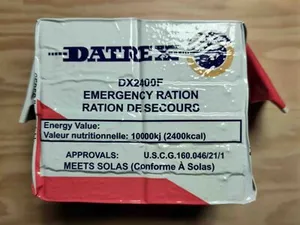 DATREX
DX2400F
EMERGENCY RATION
RATION DE SECOURS
Energy Value:
Valeur nutritionnelle: 10000kj (2400kcal)
APPROVALS: U.S.C.G.160.046/21/1
MEETS SOLAS (Conforme À Solas)